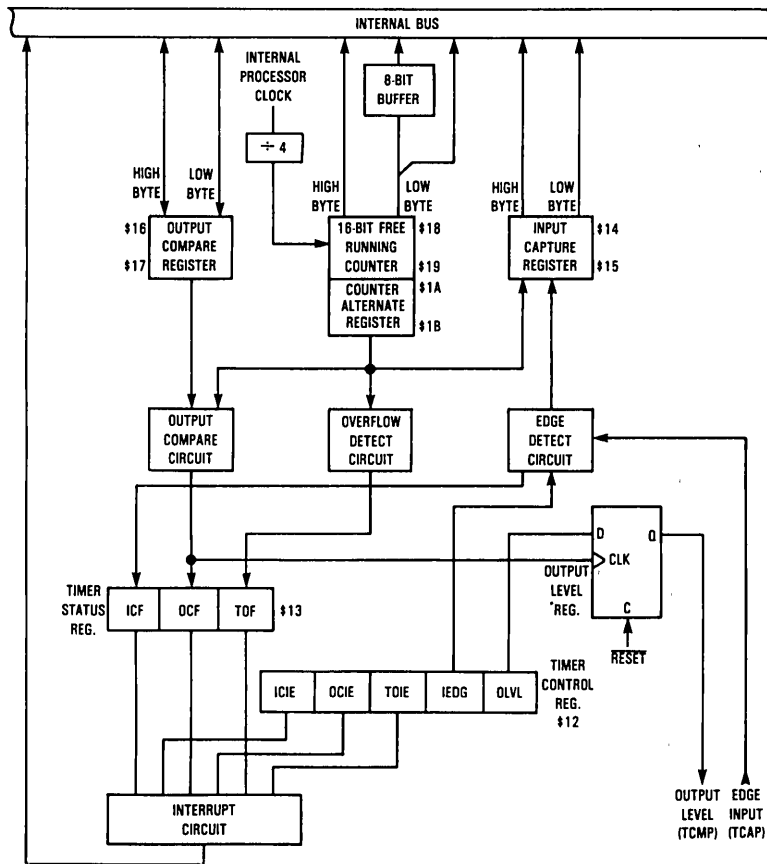 INTERNAL BUS
INTERNAL
PROCESSOR
CLOCK
8-BIT
BUFFER
÷ 4
HIGH
BYTE
LOW
BYTE
HIGH
BYTE
LOW
BYTE
HIGH
BYTE
LOW
BYTE
$16
$17
OUTPUT
COMPARE
REGISTER
16-BIT FREE
RUNNING
COUNTER
$18
$19
COUNTER
ALTERNATE
REGISTER
$1A
$1B
INPUT
CAPTURE
REGISTER
$14
$15
OUTPUT
COMPARE
CIRCUIT
OVERFLOW
DETECT
CIRCUIT
EDGE
DETECT
CIRCUIT
D
Q
CLK
C
OUTPUT
LEVEL
REG.
RESET
TIMER
STATUS
REG.
ICF
OCF
TOF
$13
ICIE
OCIE
TOIE
IEDG
OLVL
TIMER
CONTROL
REG.
$12
INTERRUPT
CIRCUIT
OUTPUT
LEVEL
(TCMP)
EDGE
INPUT
(TCAP)